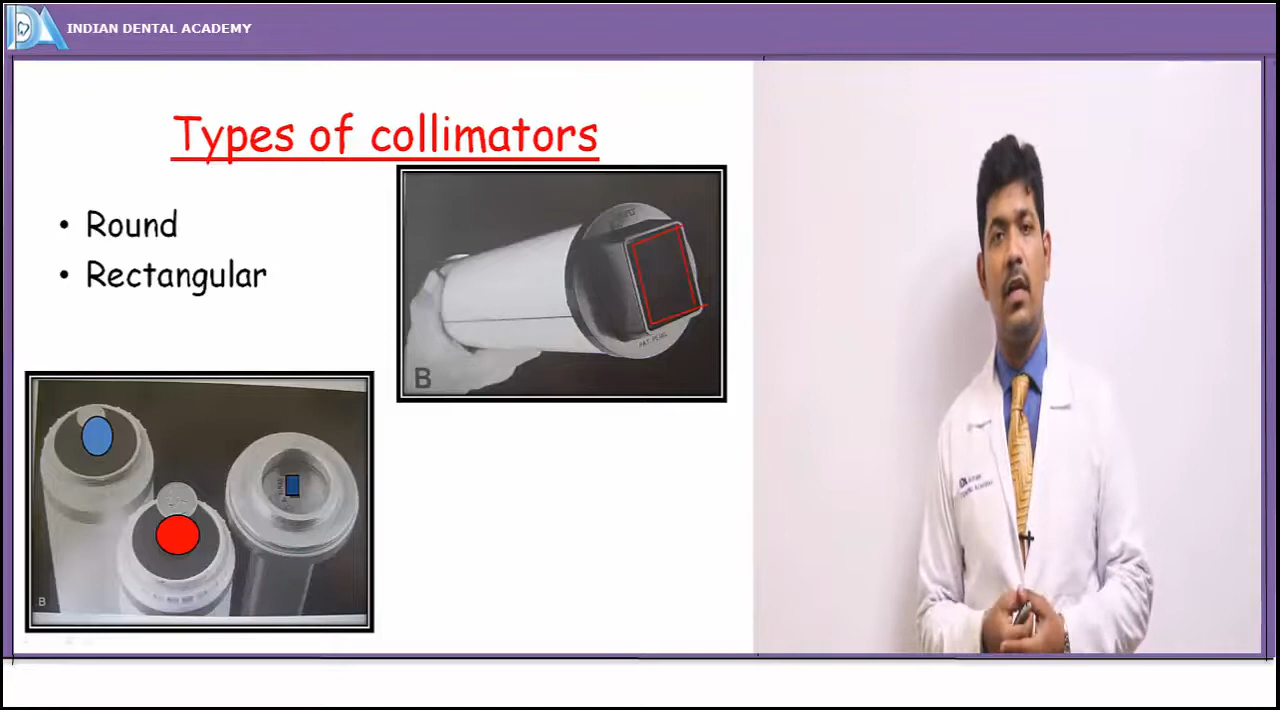 INDIAN DENTAL ACADEMY
Types of collimators
• Round
• Rectangular
B
B